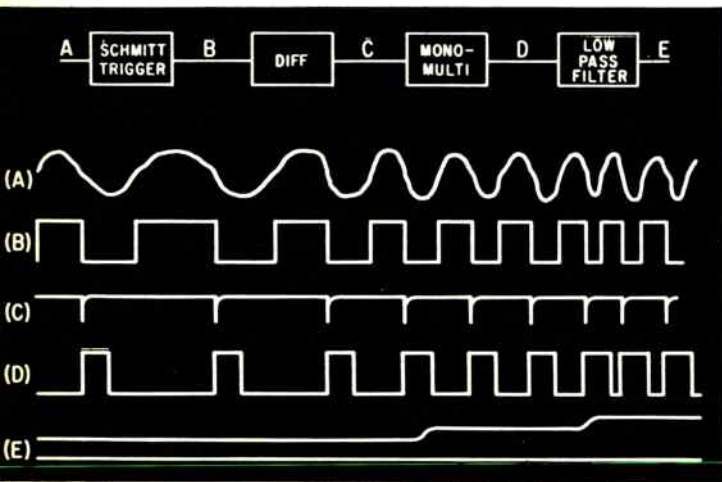 A SCHMITT TRIGGER B DIFF C MONO-MULTI D LOW PASS FILTER E
(A)
(B)
(C)
(D)
(E)